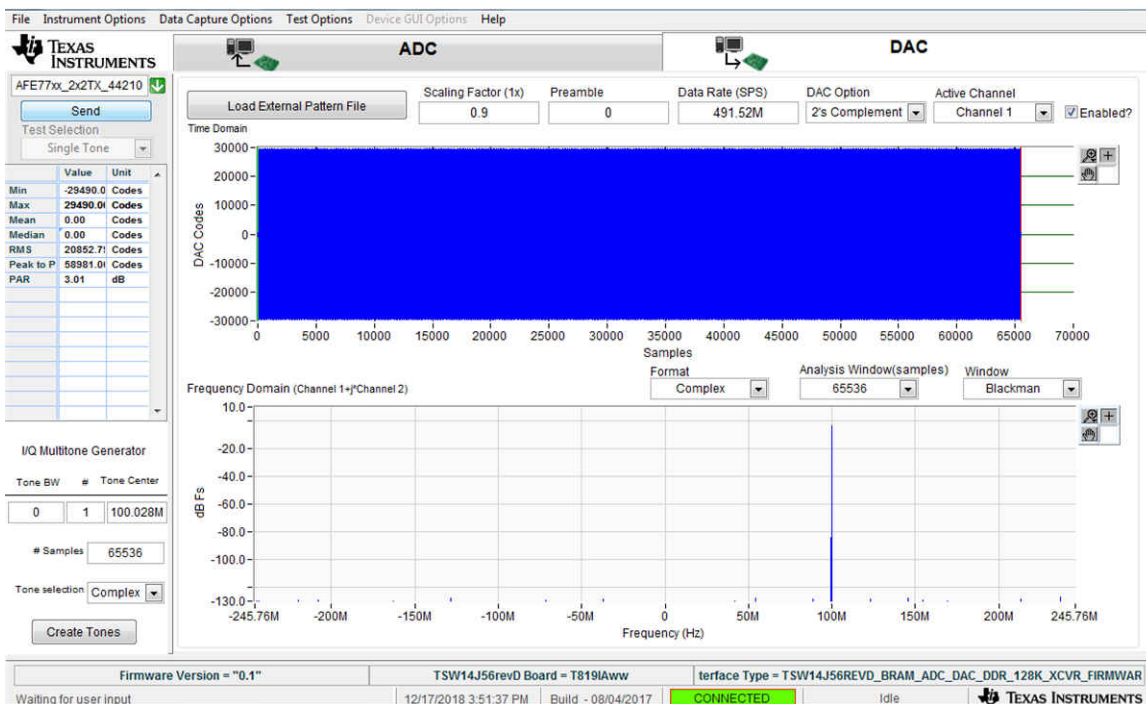 File Instrument Options Data Capture Options Test Options Device GUI Options Help
TEXAS INSTRUMENTS
ADC
DAC
AFE77xx_2x2TX_44210
Send
Test Selection
Single Tone
Value Unit
Min -29490.0 Codes
Max 29490.0 Codes
Mean 0.00 Codes
Median 0.00 Codes
RMS 20852.7 Codes
Peak to P 58981.0 Codes
PAR 3.01 dB
I/Q Multitone Generator
Tone BW # Tone Center
0 1 100.028M
# Samples 65536
Tone selection Complex
Create Tones
Load External Pattern File
Scaling Factor (1x) Preamble Data Rate (SPS) DAC Option Active Channel
0.9 0 491.52M 2's Complement Channel 1 Enabled?
Time Domain
30000
20000
10000
0
-10000
-20000
-30000
DAC Codes
0 5000 10000 15000 20000 25000 30000 35000 40000 45000 50000 55000 60000 65000 70000
Samples
Format Analysis Window(samples) Window
Complex 65536 Blackman
Frequency Domain (Channel 1+j*Channel 2)
10.0
-20.0
-40.0
-60.0
-80.0
-100.0
-130.0
dB Fs
-245.76M -200M -150M -100M -50M 0 50M 100M 150M 200M 245.76M
Frequency (Hz)
Firmware Version = "0.1" TSW14J56revD Board = T819IAww terface Type = TSW14J56REVD_BRAM_ADC_DAC_DDR_128K_XCVR_FIRMWAR
Waiting for user input 12/17/2018 3:51:37 PM Build - 08/04/2017 CONNECTED Idle TEXAS INSTRUMENTS